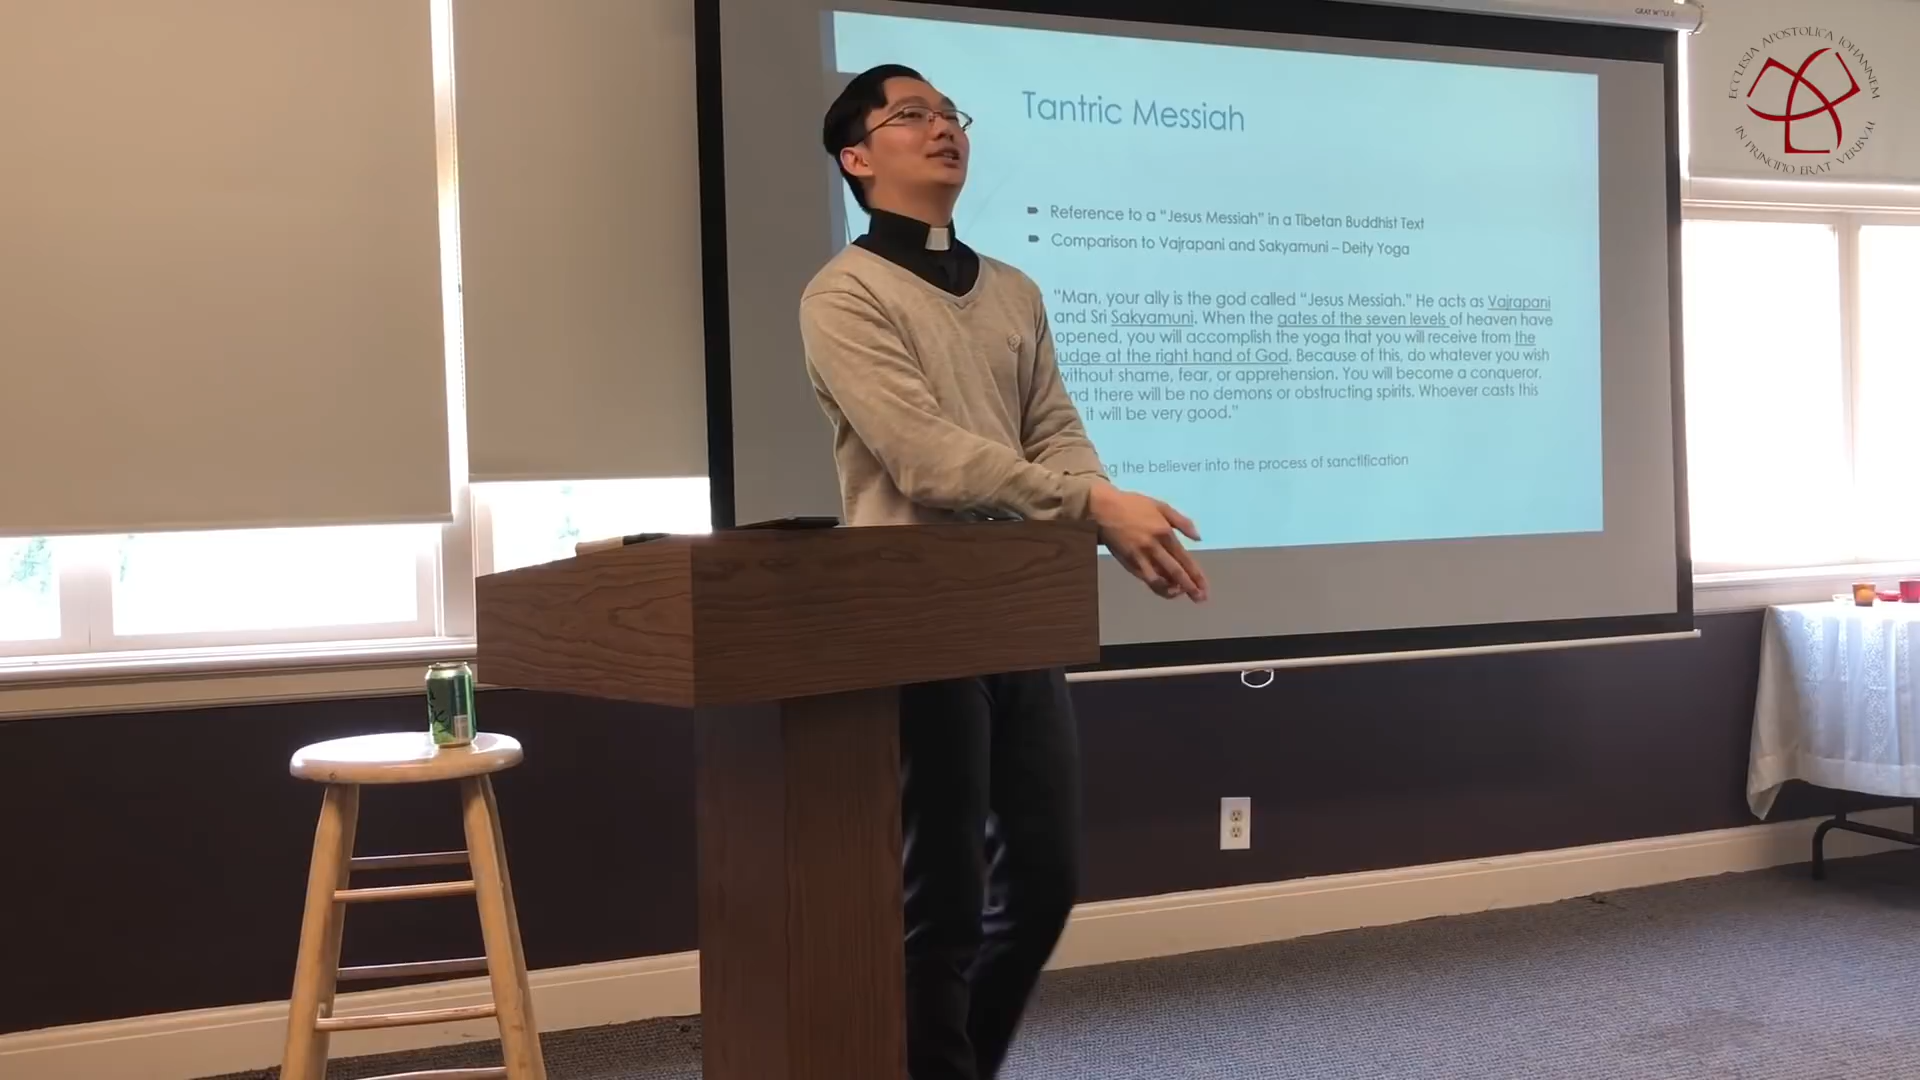 ECCLESIA APOSTOLICA IOHANNEM
IN PRINCIPIO ERAT VERBVM
Tantric Messiah
Reference to a "Jesus Messiah" in a Tibetan Buddhist Text
Comparison to Vajrapani and Sakyamuni – Deity Yoga
"Man, your ally is the god called "Jesus Messiah." He acts as Vajrapani
and Sri Sakyamuni. When the gates of the seven levels of heaven have
opened, you will accomplish the yoga that you will receive from the
judge at the right hand of God. Because of this, do whatever you wish
without shame, fear, or apprehension. You will become a conqueror,
and there will be no demons or obstructing spirits. Whoever casts this
it will be very good."
the believer into the process of sanctification